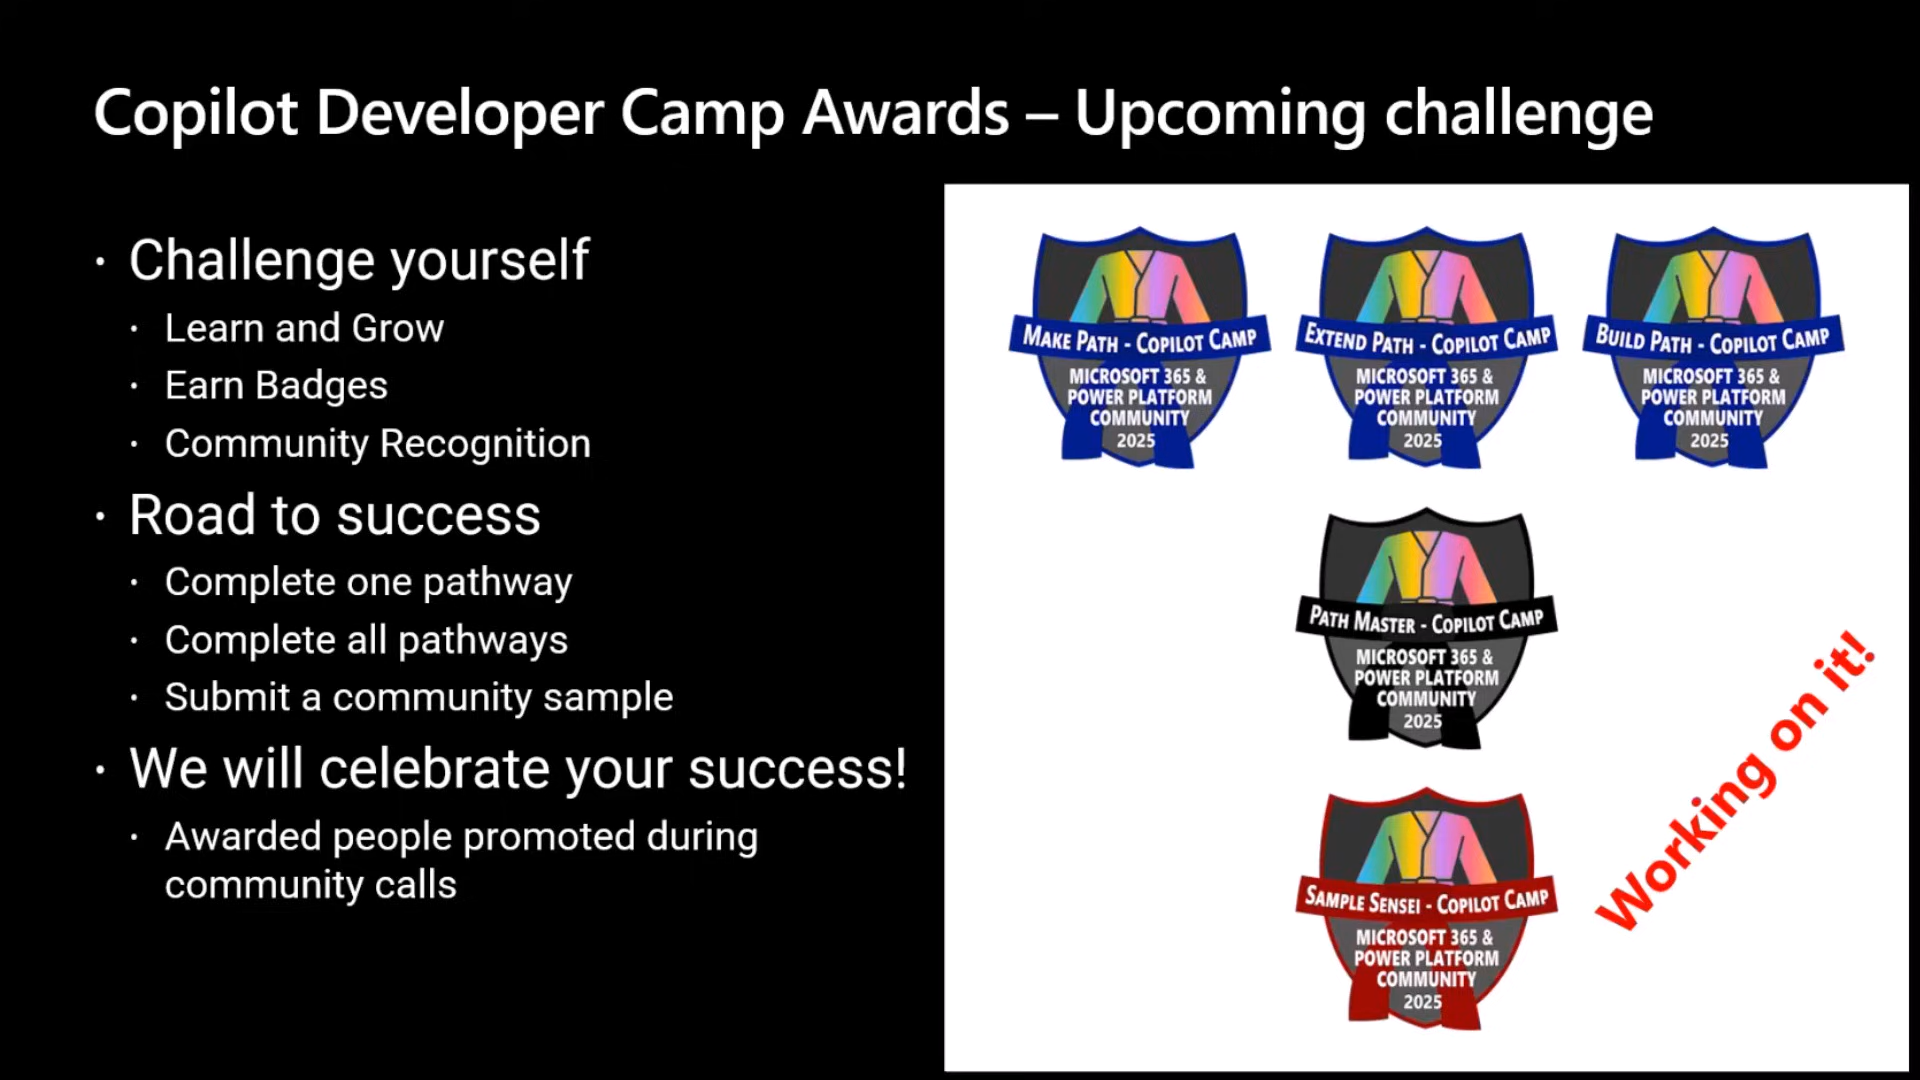 Copilot Developer Camp Awards – Upcoming challenge
· Challenge yourself
· Learn and Grow
· Earn Badges
· Community Recognition
· Road to success
· Complete one pathway
· Complete all pathways
· Submit a community sample
· We will celebrate your success!
· Awarded people promoted during
community calls
MAKE PATH - COPILOT CAMP
MICROSOFT 365 &
POWER PLATFORM
COMMUNITY
2025
EXTEND PATH - COPILOT CAMP
MICROSOFT 365 &
POWER PLATFORM
COMMUNITY
2025
BUILD PATH - COPILOT CAMP
MICROSOFT 365 &
POWER PLATFORM
COMMUNITY
2025
PATH MASTER - COPILOT CAMP
MICROSOFT 365 &
POWER PLATFORM
COMMUNITY
2025
SAMPLE SENSEI - COPILOT CAMP
MICROSOFT 365 &
POWER PLATFORM
COMMUNITY
2025
Working on it!